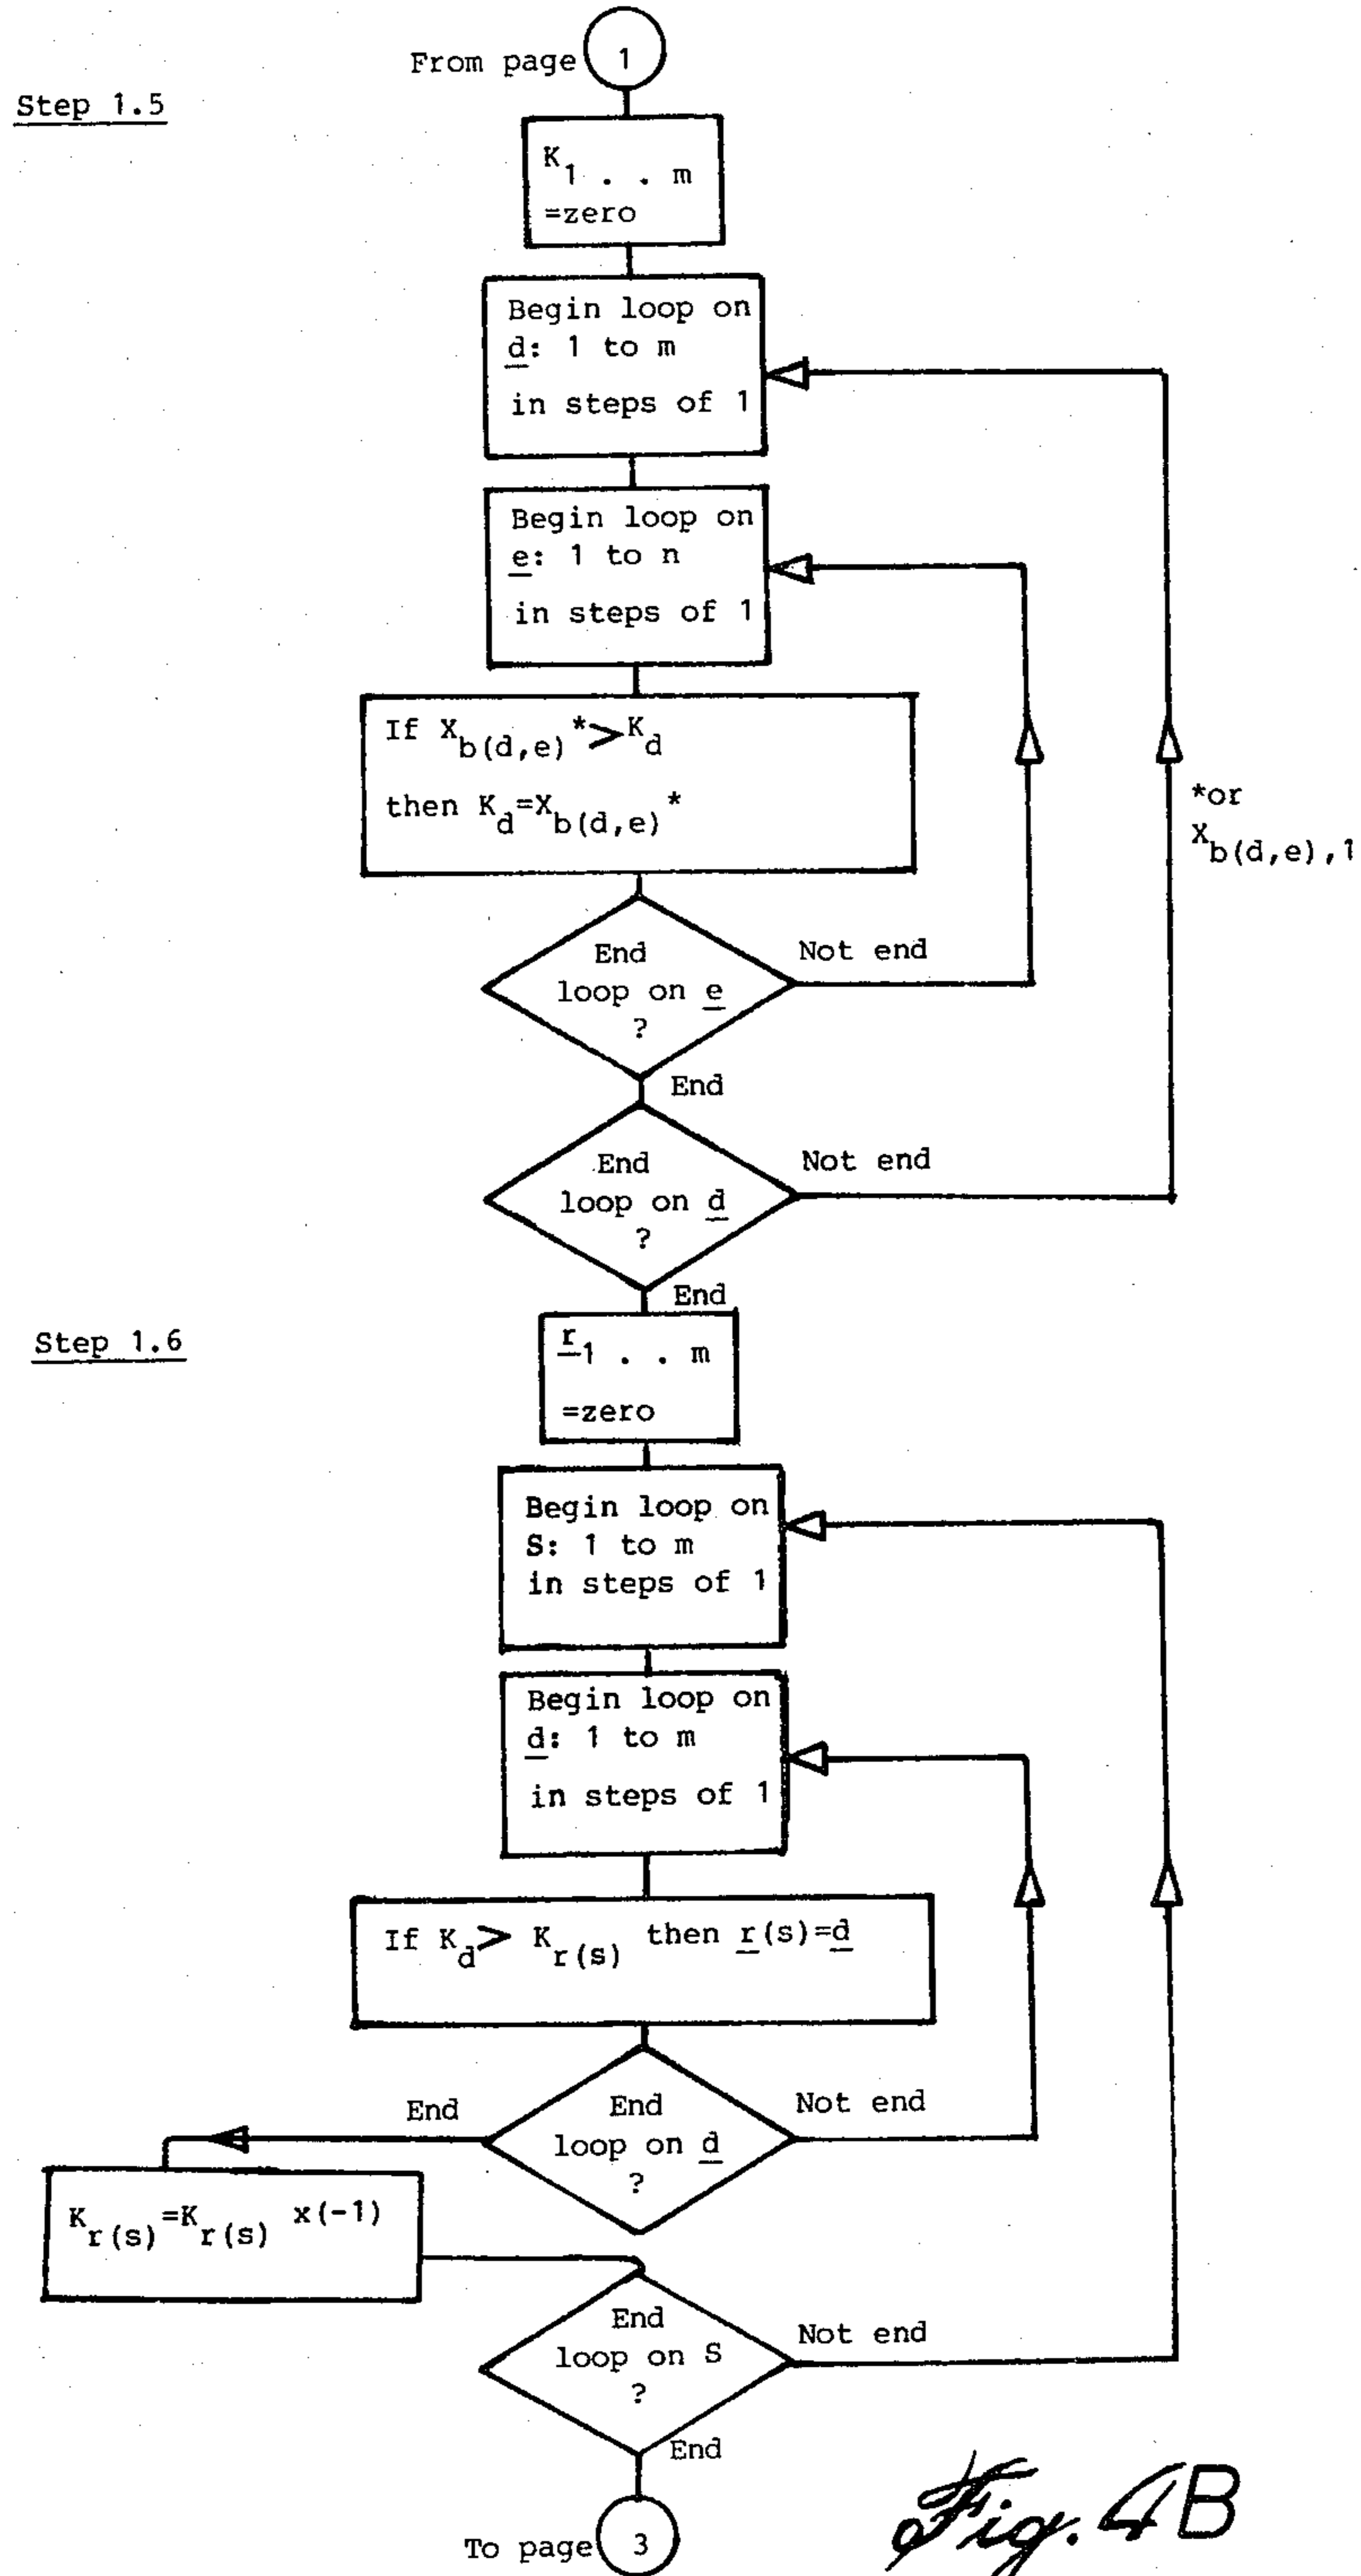 From page 1
Step 1.5
K1 . . m
=zero
Begin loop on
d: 1 to m
in steps of 1
Begin loop on
e: 1 to n
in steps of 1
If Xb(d,e)*>Kd
then Kd=Xb(d,e)*
*or
Xb(d,e),1
End
loop on e
?
Not end
End
End
loop on d
?
Not end
End
Step 1.6
r1 . . m
=zero
Begin loop on
S: 1 to m
in steps of 1
Begin loop on
d: 1 to m
in steps of 1
If Kd> Kr(s) then r(s)=d
End
End
loop on d
?
Not end
Kr(s)=Kr(s) x(-1)
End
loop on S
?
Not end
End
To page 3
Fig. 4B